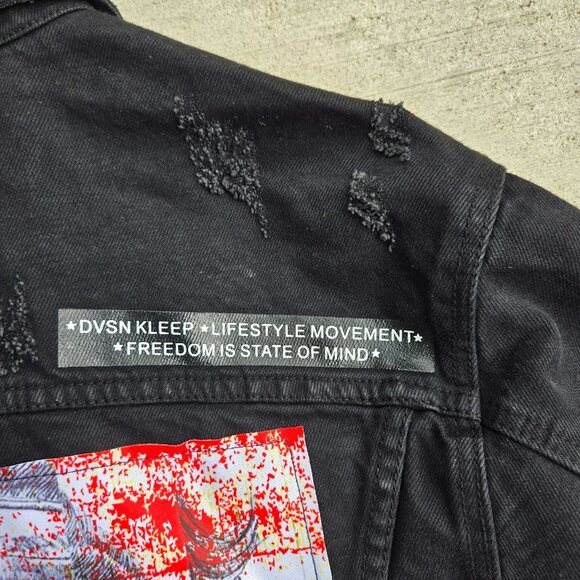 ★DVSN KLEEP ★LIFESTYLE MOVEMENT★
★FREEDOM IS STATE OF MIND★